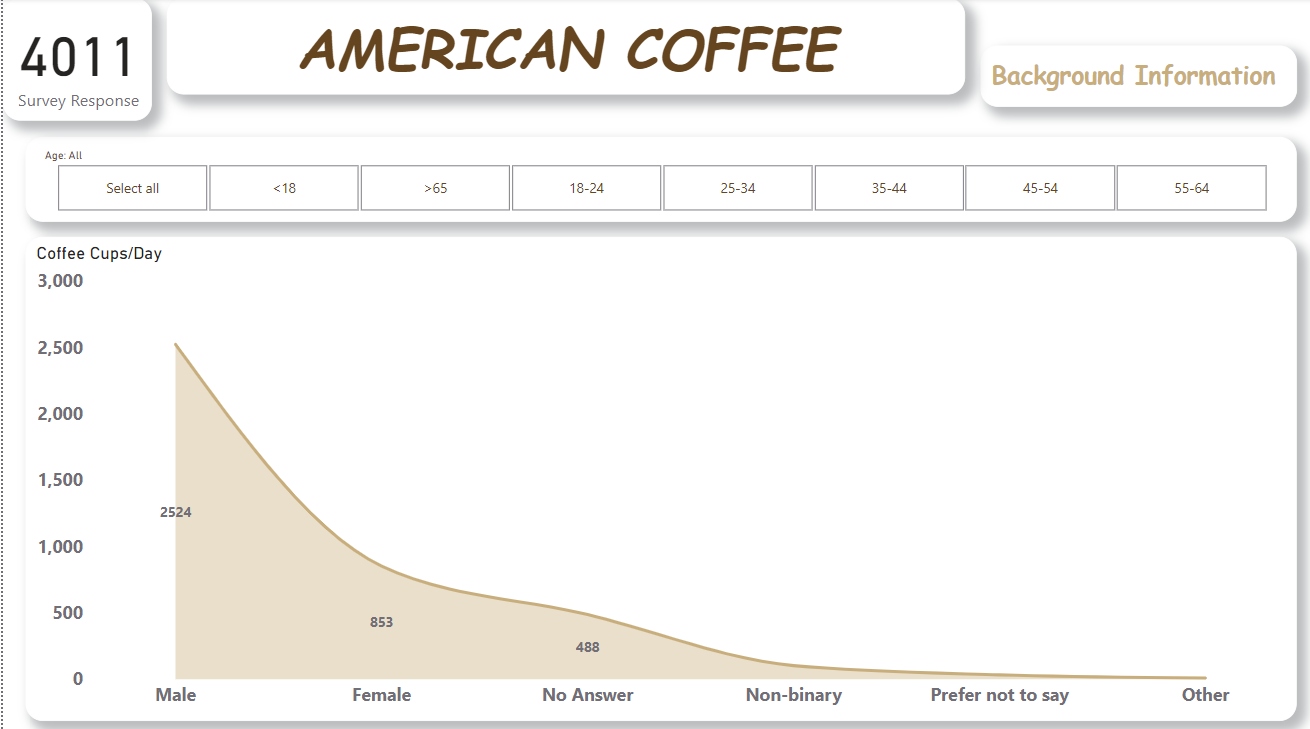 4011
Survey Response
AMERICAN COFFEE
Background Information
Age: All
Select all
<18
>65
18-24
25-34
35-44
45-54
55-64
Coffee Cups/Day
3,000
2,500
2,000
1,500
1,000
500
0
2524
853
488
Male
Female
No Answer
Non-binary
Prefer not to say
Other